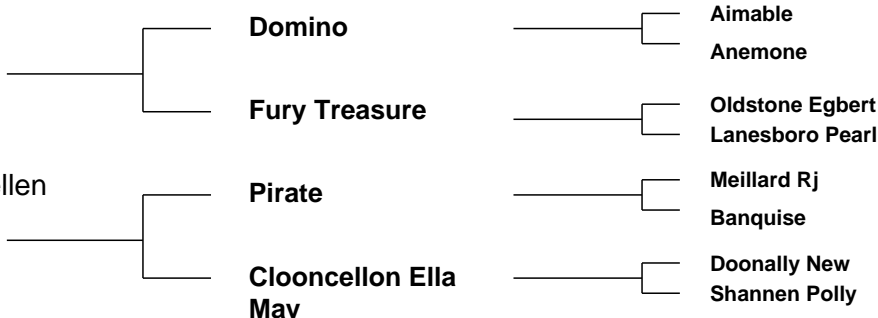 Domino
Aimable
Anemone
Fury Treasure
Oldstone Egbert
Lanesboro Pearl
ellen
Pirate
Meillard Rj
Banquise
Clooncellon Ella
May
Doonally New
Shannen Polly